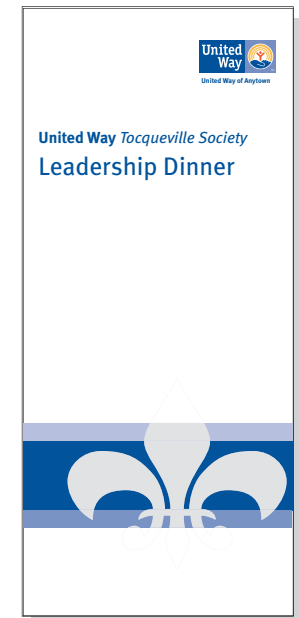 United
Way
United Way of Anytown
United Way Tocqueville Society
Leadership Dinner